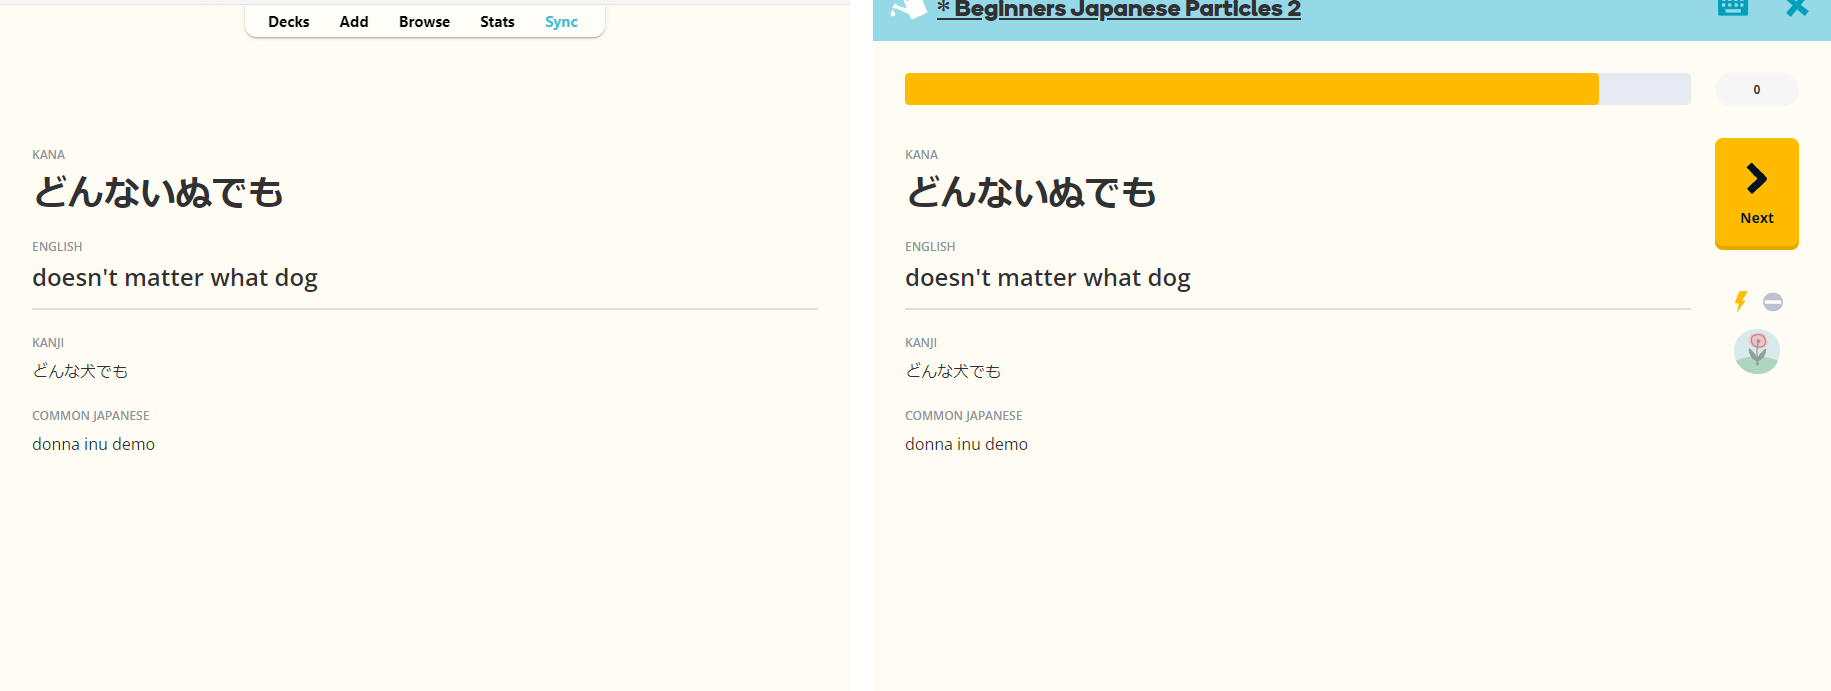 Decks Add Browse Stats Sync
KANA
どんないぬでも
ENGLISH
doesn't matter what dog
KANJI
どんな犬でも
COMMON JAPANESE
donna inu demo
* Beginners Japanese Particles 2
0
KANA
どんないぬでも
Next
ENGLISH
doesn't matter what dog
KANJI
どんな犬でも
COMMON JAPANESE
donna inu demo